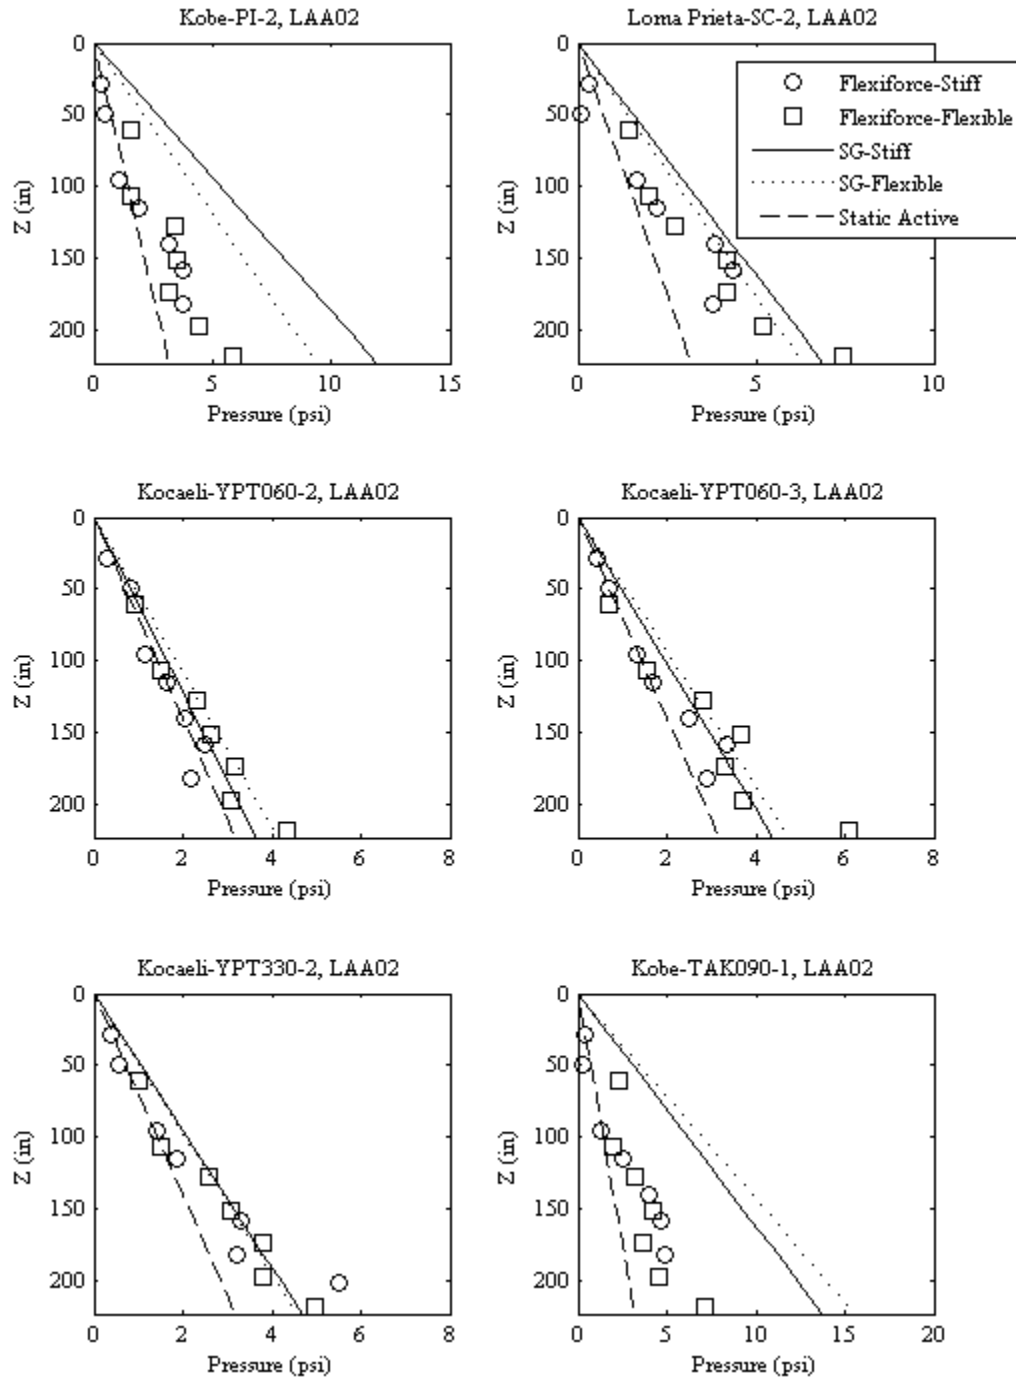 Kobe-PI-2, LAA02
0
50
100
150
200
Z (in)
0 5 10 15
Pressure (psi)
Loma Prieta-SC-2, LAA02
0
50
100
150
200
Z (in)
0 5 10
Pressure (psi)
Flexiforce-Stiff
Flexiforce-Flexible
SG-Stiff
SG-Flexible
Static Active
Kocaeli-YPT060-2, LAA02
0
50
100
150
200
Z (in)
0 2 4 6 8
Pressure (psi)
Kocaeli-YPT060-3, LAA02
0
50
100
150
200
Z (in)
0 2 4 6 8
Pressure (psi)
Kocaeli-YPT330-2, LAA02
0
50
100
150
200
Z (in)
0 2 4 6 8
Pressure (psi)
Kobe-TAK090-1, LAA02
0
50
100
150
200
Z (in)
0 5 10 15 20
Pressure (psi)